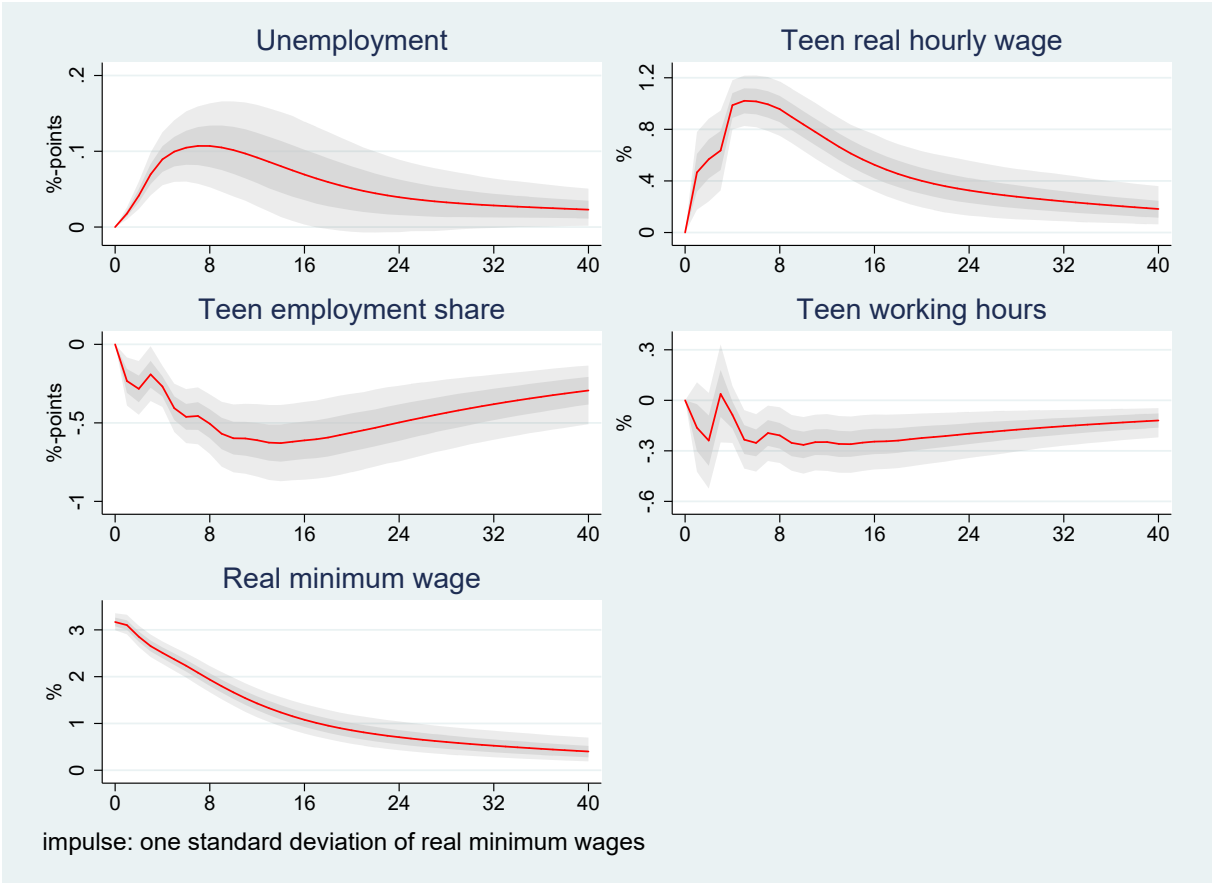 Unemployment
%-points
.2
.1
0
0 8 16 24 32 40
Teen real hourly wage
%
1.2
.8
.4
0
0 8 16 24 32 40
Teen employment share
%-points
0
-.5
-1
0 8 16 24 32 40
Teen working hours
%
.3
0
-.3
-.6
0 8 16 24 32 40
Real minimum wage
%
3
2
1
0
0 8 16 24 32 40
impulse: one standard deviation of real minimum wages